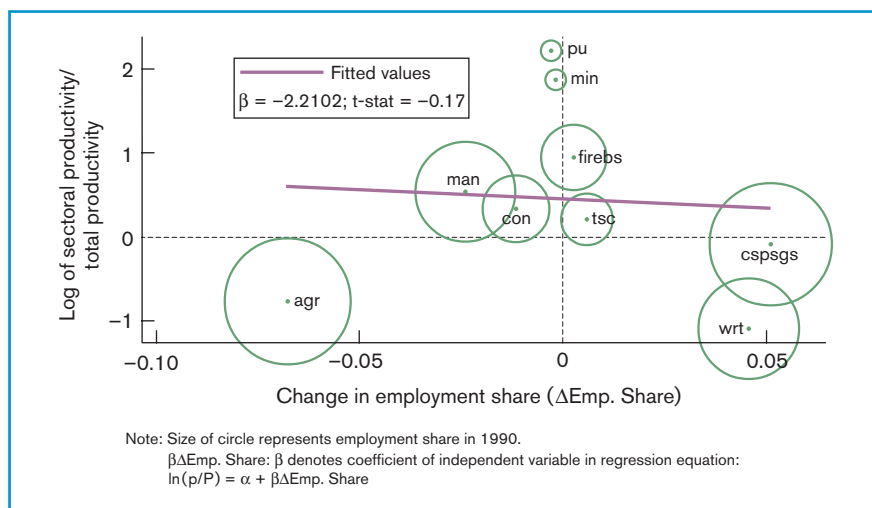 Log of sectoral productivity/
total productivity
2
1
0
−1
Fitted values
β = −2.2102; t-stat = −0.17
pu
min
firebs
man
con
tsc
cspsgs
agr
wrt
−0.10
−0.05
0
0.05
Change in employment share (ΔEmp. Share)
Note: Size of circle represents employment share in 1990.
βΔEmp. Share: β denotes coefficient of independent variable in regression equation:
ln(p/P) = α + βΔEmp. Share